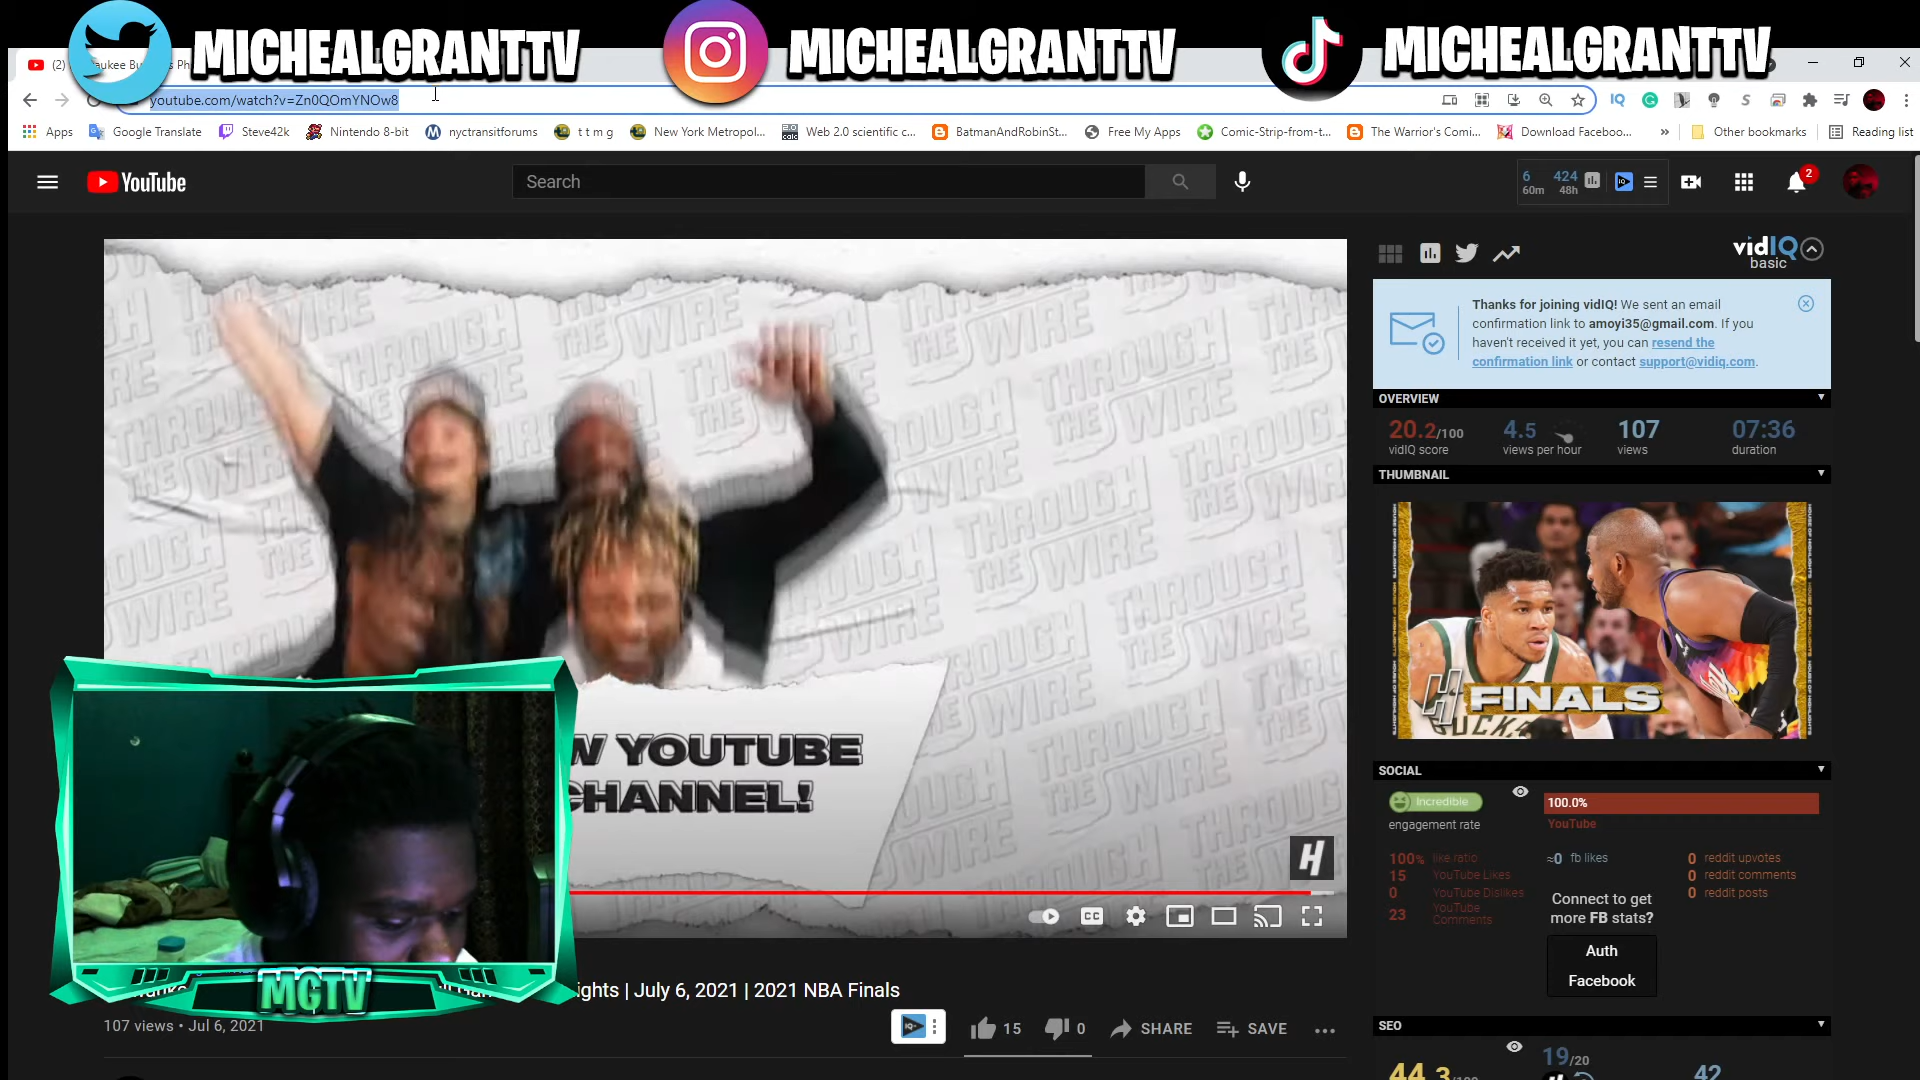 MICHEALGRANTTV
MICHEALGRANTTV
MICHEALGRANTTV
youtube.com/watch?v=Zn0QOmYNOw8
Apps
Google Translate
Steve42k
Nintendo 8-bit
nyctransitforums
t t m g
New York Metropol...
Web 2.0 scientific c...
BatmanAndRobinSt...
Free My Apps
Comic-Strip-from-t...
The Warrior's Comi...
Download Faceboo...
»
Other bookmarks
Reading list
YouTube
Search
6 424
60m 48h
2
vidIQ
basic
Thanks for joining vidIQ! We sent an email
confirmation link to amoyi35@gmail.com. If you
haven't received it yet, you can resend the
confirmation link or contact support@vidiq.com.
OVERVIEW
20.2/100
vidIQ score
4.5
views per hour
107
views
07:36
duration
THUMBNAIL
FINALS
SOCIAL
Incredible
engagement rate
100.0%
YouTube
100% like ratio
15 YouTube Likes
0 YouTube Dislikes
23 YouTube
Comments
≈0 fb likes
Connect to get
more FB stats?
Auth
Facebook
0 reddit upvotes
0 reddit comments
0 reddit posts
SEO
19/20
42
THROUGH
THE WIRE
YOUTUBE
CHANNEL!
H
CC
MGTV
ights | July 6, 2021 | 2021 NBA Finals
107 views • Jul 6, 2021
15
0
SHARE
SAVE